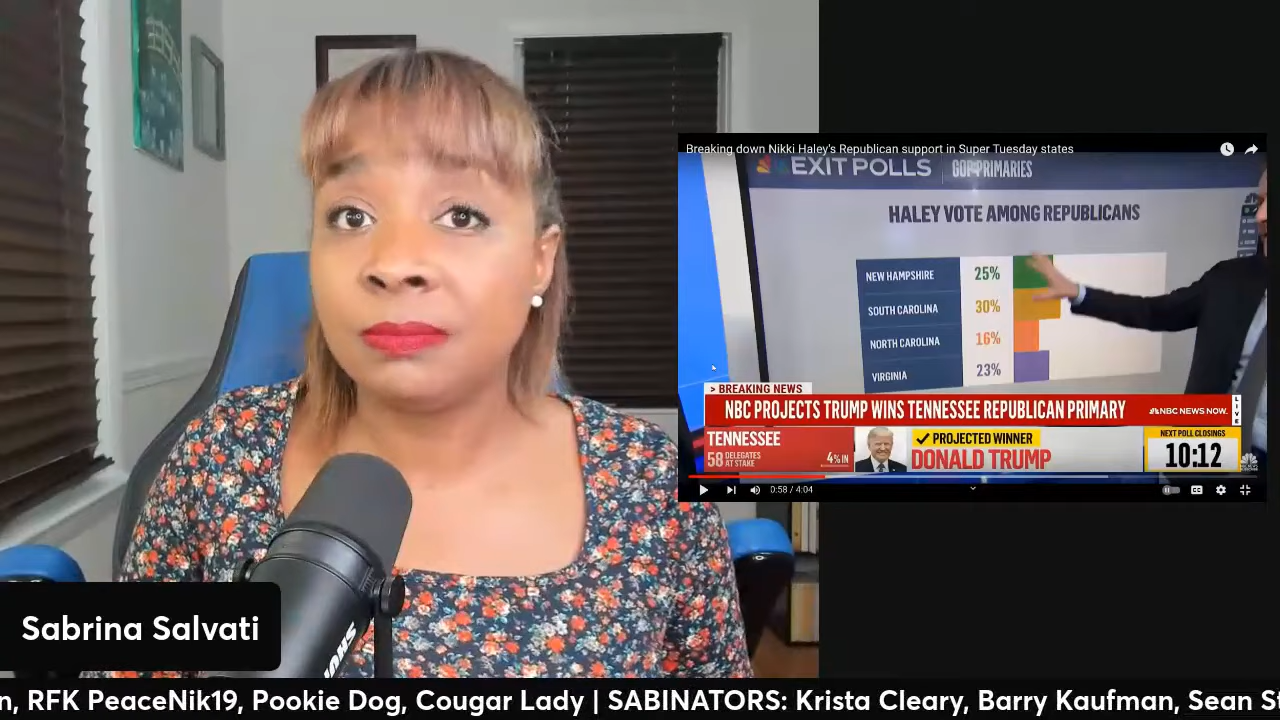 Breaking down Nikki Haley's Republican support in Super Tuesday states
EXIT POLLS
GOP PRIMARIES
HALEY VOTE AMONG REPUBLICANS
NEW HAMPSHIRE 25%
SOUTH CAROLINA 30%
NORTH CAROLINA 16%
VIRGINIA 23%
> BREAKING NEWS
NBC PROJECTS TRUMP WINS TENNESSEE REPUBLICAN PRIMARY
NBC NEWS NOW.
LIVE
TENNESSEE
58 DELEGATES AT STAKE
4% IN
✓ PROJECTED WINNER
DONALD TRUMP
NEXT POLL CLOSINGS
10:12
0:58 / 4:04
CC
SHU
Sabrina Salvati
n, RFK PeaceNik19, Pookie Dog, Cougar Lady | SABINATORS: Krista Cleary, Barry Kaufman, Sean S